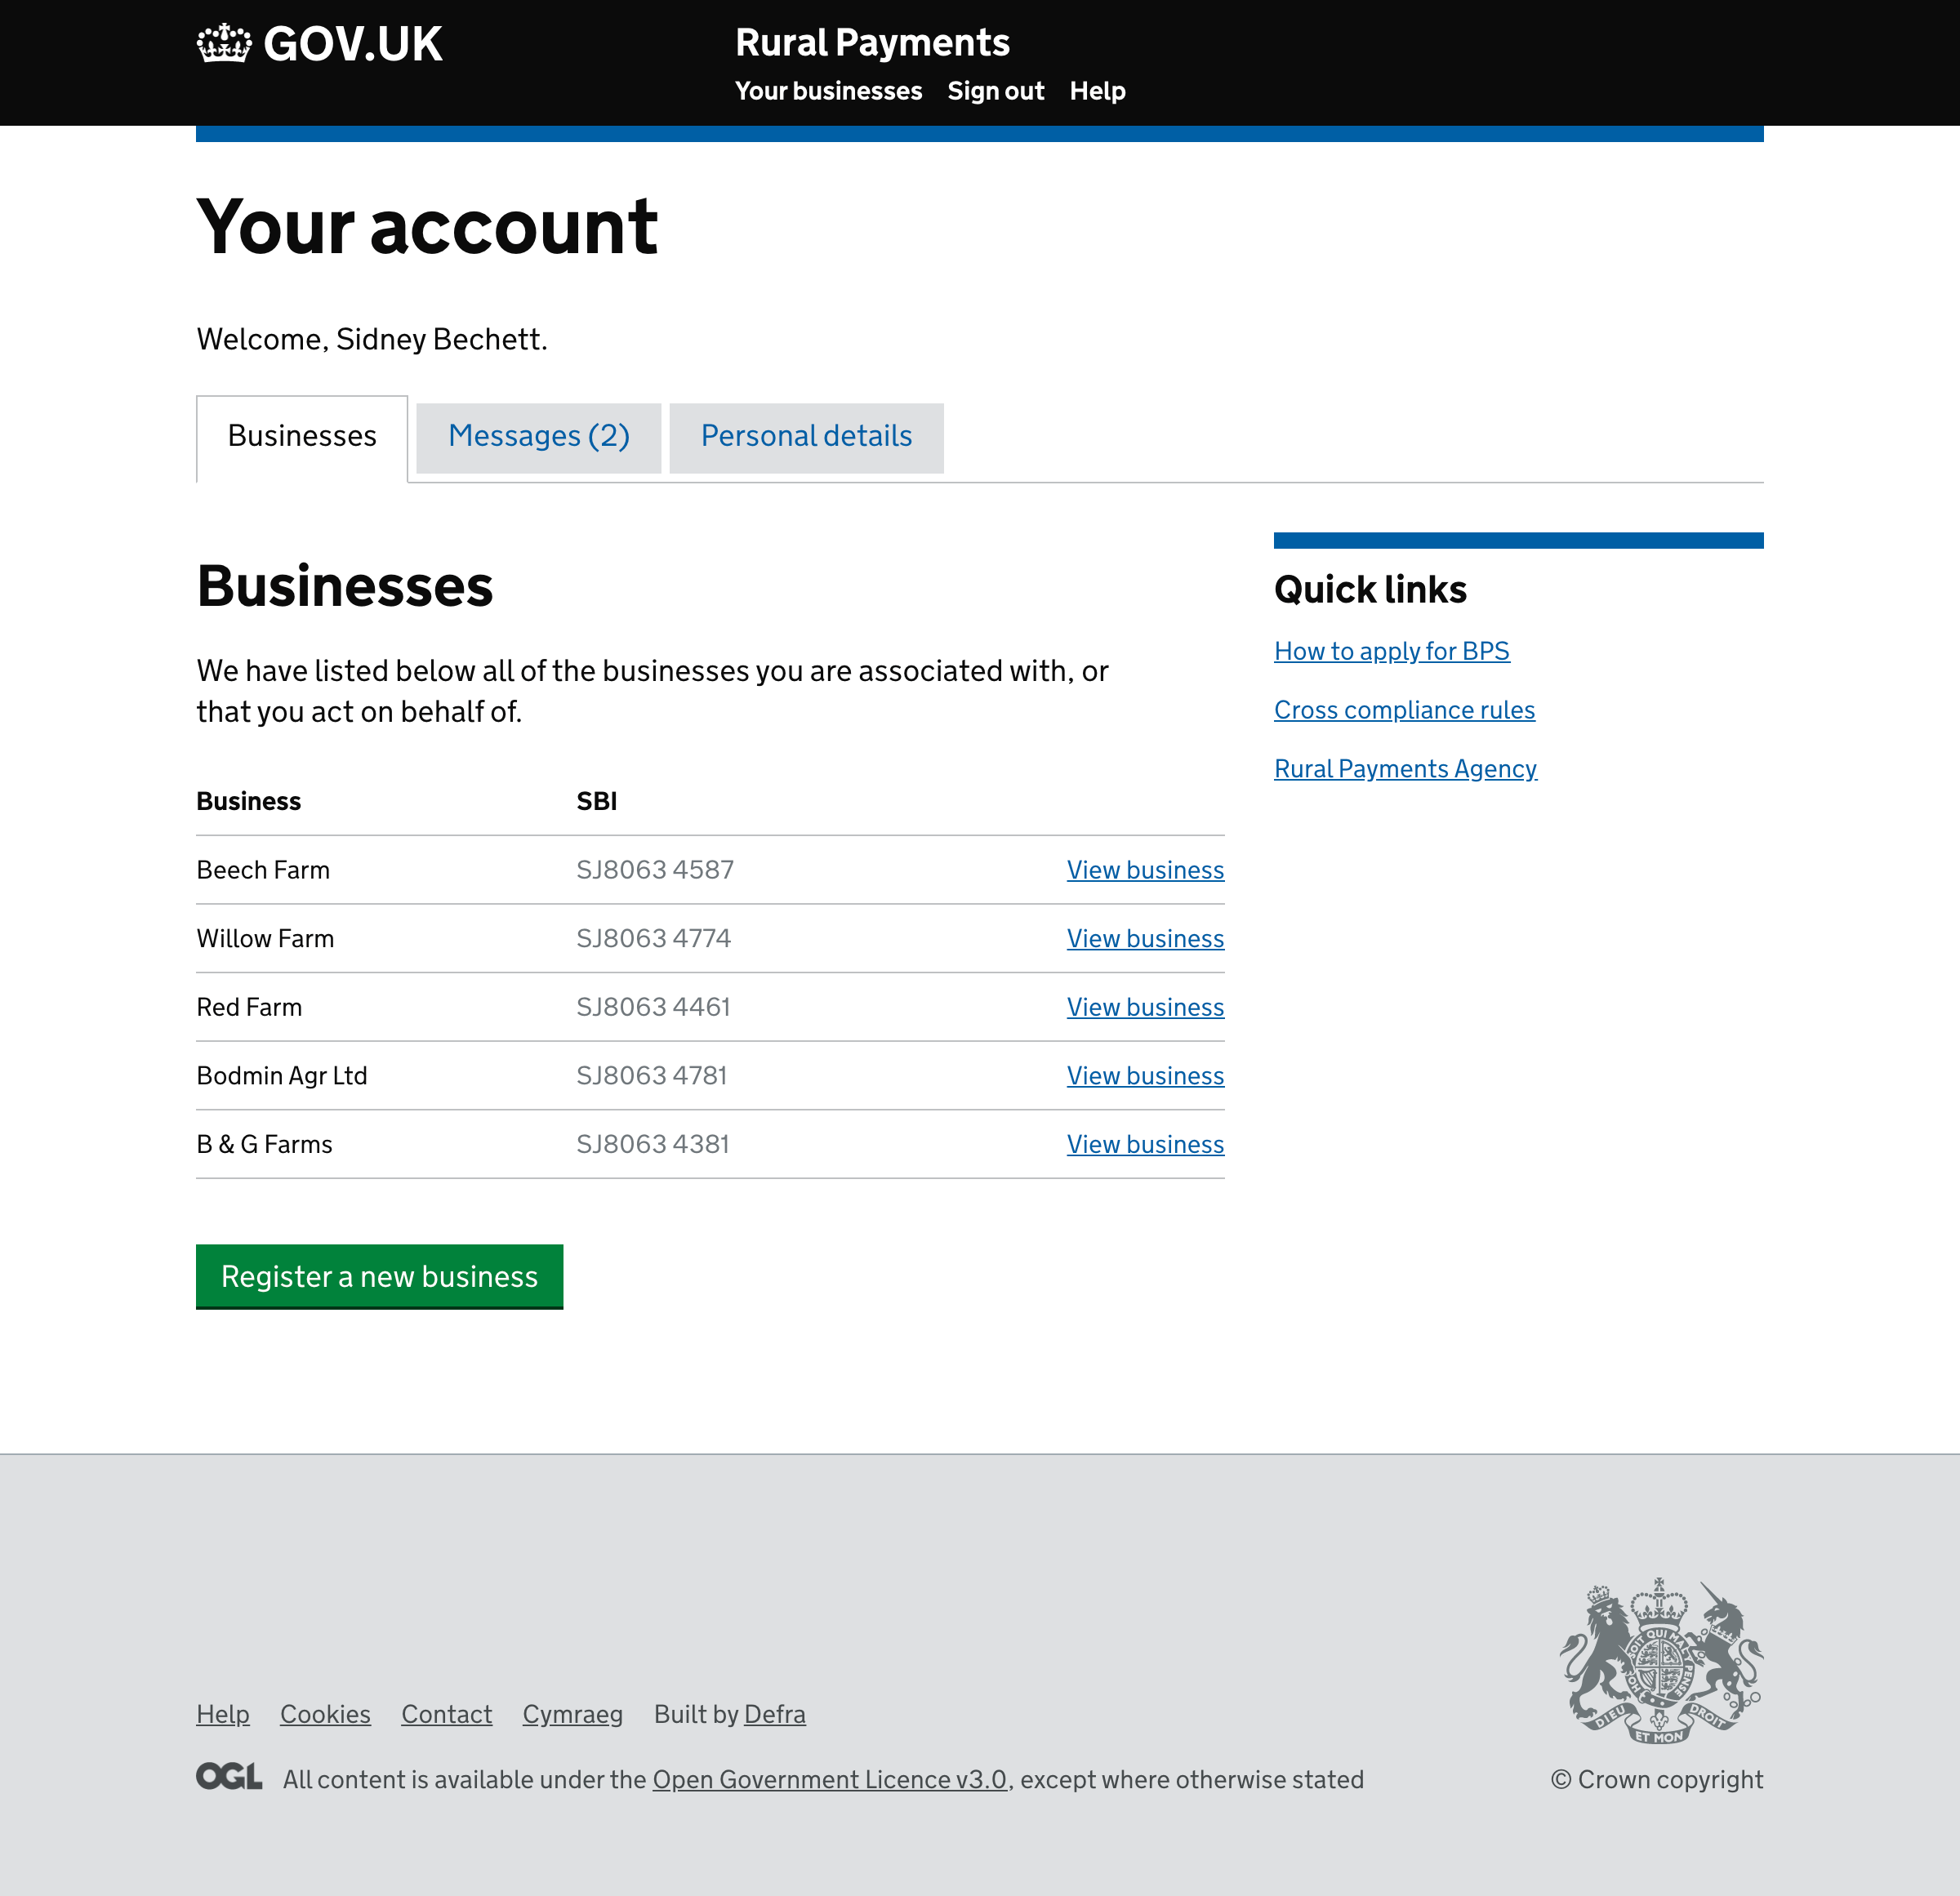 GOV.UK
Rural Payments
Your businesses Sign out Help
Your account
Welcome, Sidney Bechett.
Businesses Messages (2) Personal details
Businesses
We have listed below all of the businesses you are associated with, or
that you act on behalf of.
Business SBI
Beech Farm SJ8063 4587 View business
Willow Farm SJ8063 4774 View business
Red Farm SJ8063 4461 View business
Bodmin Agr Ltd SJ8063 4781 View business
B & G Farms SJ8063 4381 View business
Register a new business
Quick links
How to apply for BPS
Cross compliance rules
Rural Payments Agency
Help Cookies Contact Cymraeg Built by Defra
OGL All content is available under the Open Government Licence v3.0, except where otherwise stated
DIEU ET MON DROIT
© Crown copyright